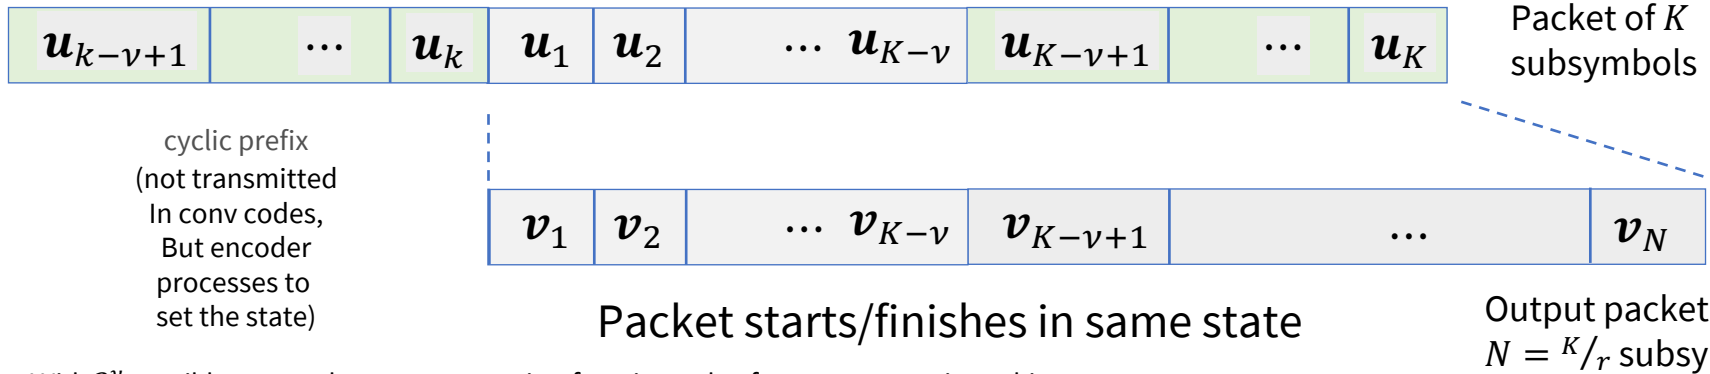 u_{k−ν+1} ... u_k u_1 u_2 ... u_{K−ν} u_{K−ν+1} ... u_K
Packet of K
subsymbols
cyclic prefix
(not transmitted
In conv codes,
But encoder
processes to
set the state)
v_1 v_2 ... v_{K−ν} v_{K−ν+1} ... v_N
Packet starts/finishes in same state
Output packet
N = K/r subsy